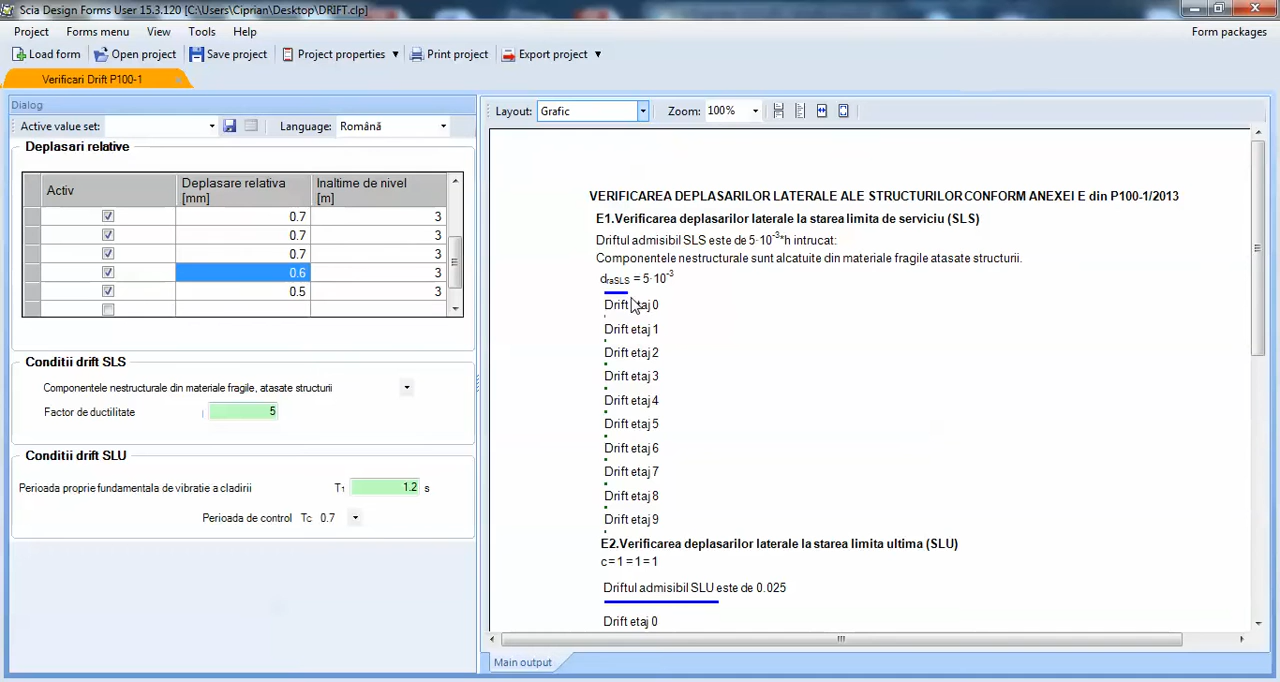 Scia Design Forms User 15.3.120 [C:\Users\Ciprian\Desktop\DRIFT.clp]
Project Forms menu View Tools Help Form packages
Load form Open project Save project Project properties Print project Export project
Verificari Drift P100-1
Dialog
Active value set: Language: Română
Deplasari relative
Activ Deplasare relativa [mm] Inaltime de nivel [m]
0.7 3
0.7 3
0.7 3
0.6 3
0.5 3
Conditii drift SLS
Componentele nestructurale din materiale fragile, atasate structurii
Factor de ductilitate 5
Conditii drift SLU
Perioada proprie fundamentala de vibratie a cladirii T1 1.2 s
Perioada de control Tc 0.7
Layout: Grafic Zoom: 100%
VERIFICAREA DEPLASARILOR LATERALE ALE STRUCTURILOR CONFORM ANEXEI E din P100-1/2013
E1.Verificarea deplasarilor laterale la starea limita de serviciu (SLS)
Driftul admisibil SLS este de 5·10⁻³*h intrucat:
Componentele nestructurale sunt alcatuite din materiale fragile atasate structurii.
draSLS = 5·10⁻³
Drift etaj 0
Drift etaj 1
Drift etaj 2
Drift etaj 3
Drift etaj 4
Drift etaj 5
Drift etaj 6
Drift etaj 7
Drift etaj 8
Drift etaj 9
E2.Verificarea deplasarilor laterale la starea limita ultima (SLU)
c = 1 = 1 = 1
Driftul admisibil SLU este de 0.025
Drift etaj 0
Main output